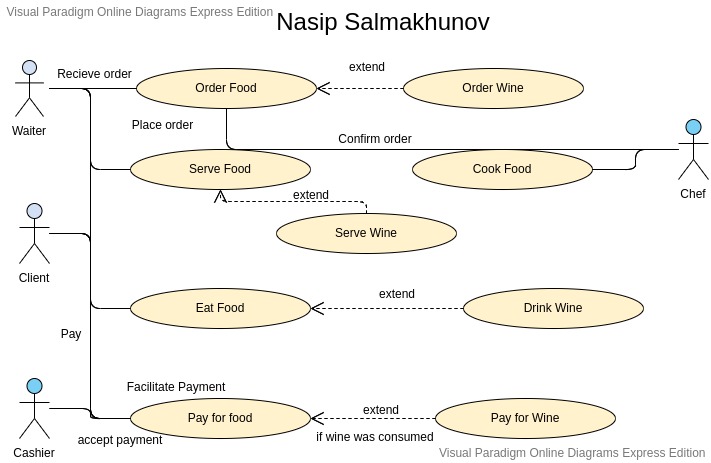 Visual Paradigm Online Diagrams Express Edition
Nasip Salmakhunov
Recieve order
extend
Order Food
Order Wine
Waiter
Place order
Confirm order
Serve Food
Cook Food
Chef
extend
Serve Wine
Client
extend
Eat Food
Drink Wine
Pay
Facilitate Payment
extend
Pay for food
Pay for Wine
if wine was consumed
accept payment
Cashier
Visual Paradigm Online Diagrams Express Edition